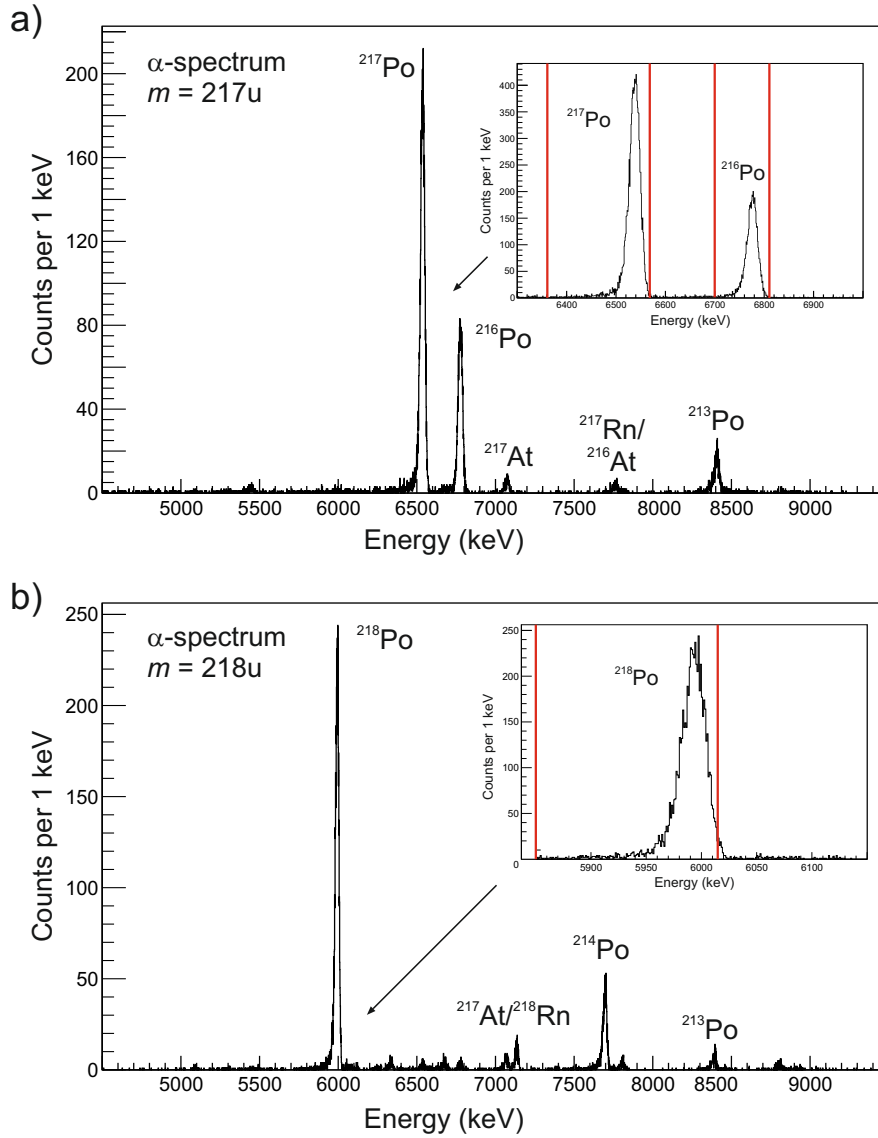 a)
α-spectrum
m = 217u
²¹⁷Po
²¹⁶Po
²¹⁷At
²¹⁷Rn/
²¹⁶At
²¹³Po
Counts per 1 keV
200
160
120
80
40
0
5000 5500 6000 6500 7000 7500 8000 8500 9000
Energy (keV)
²¹⁷Po
²¹⁶Po
Counts per 1 keV
400
350
300
250
200
150
100
50
0
6400 6500 6600 6700 6800 6900
Energy (keV)
b)
α-spectrum
m = 218u
²¹⁸Po
²¹⁷At/²¹⁸Rn
²¹⁴Po
²¹³Po
Counts per 1 keV
250
200
150
100
50
0
5000 5500 6000 6500 7000 7500 8000 8500 9000
Energy (keV)
²¹⁸Po
Counts per 1 keV
250
200
150
100
50
0
5900 5950 6000 6050 6100
Energy (keV)